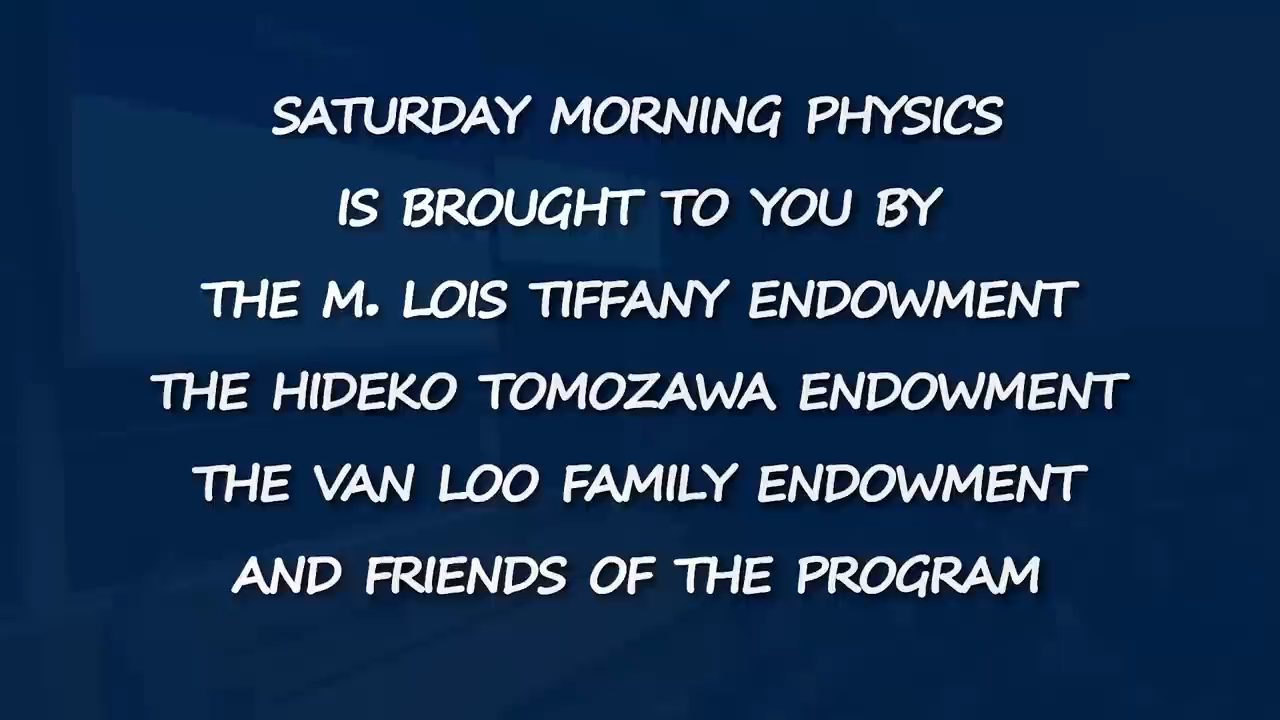 SATURDAY MORNING PHYSICS
IS BROUGHT TO YOU BY
THE M. LOIS TIFFANY ENDOWMENT
THE HIDEKO TOMOZAWA ENDOWMENT
THE VAN LOO FAMILY ENDOWMENT
AND FRIENDS OF THE PROGRAM